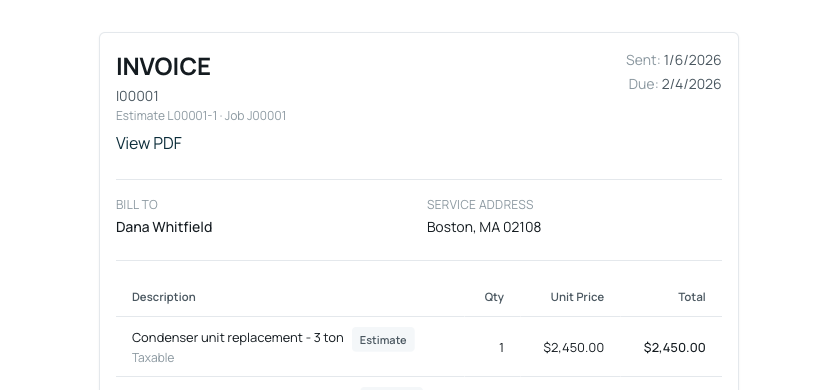 INVOICE
Sent: 1/6/2026
I00001
Due: 2/4/2026
Estimate L00001-1 · Job J00001
View PDF
BILL TO
SERVICE ADDRESS
Dana Whitfield
Boston, MA 02108
Description Qty Unit Price Total
Condenser unit replacement - 3 ton Estimate 1 $2,450.00 $2,450.00
Taxable